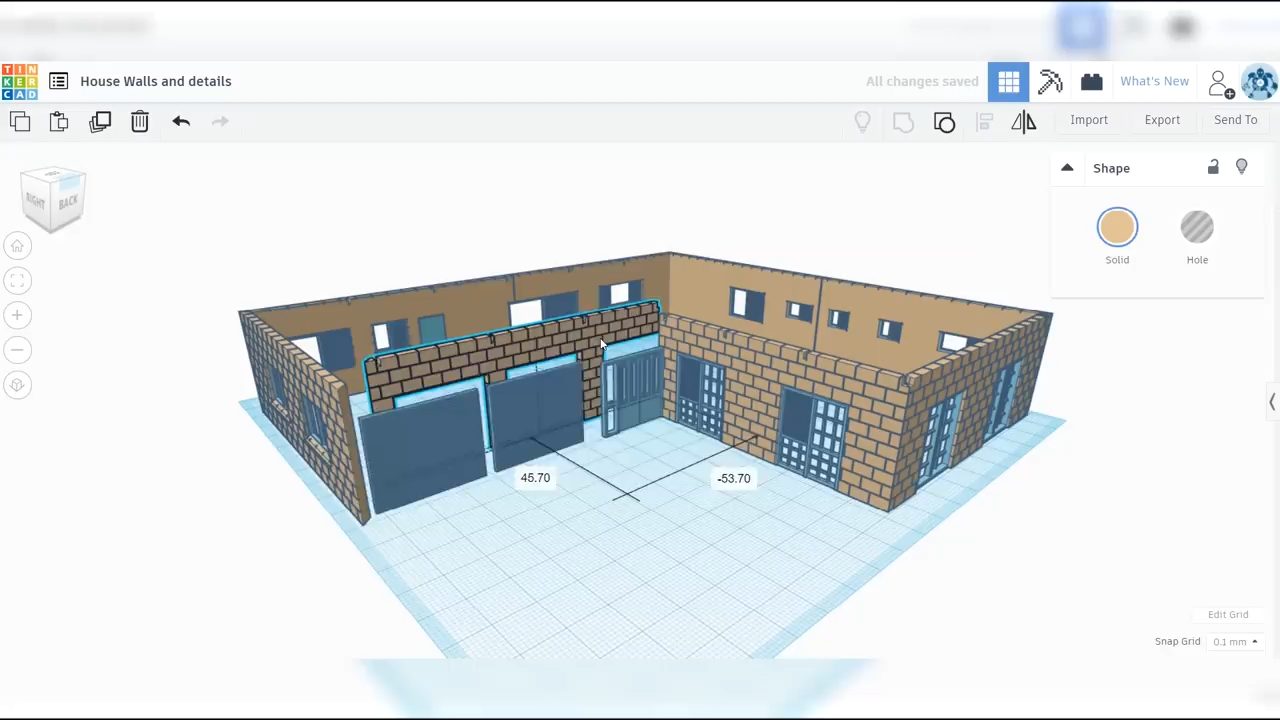 TIN
KER
CAD
House Walls and details
All changes saved
What's New
Import
Export
Send To
RIGHT
BACK
Shape
Solid
Hole
45.70
-53.70
Edit Grid
Snap Grid
0.1 mm